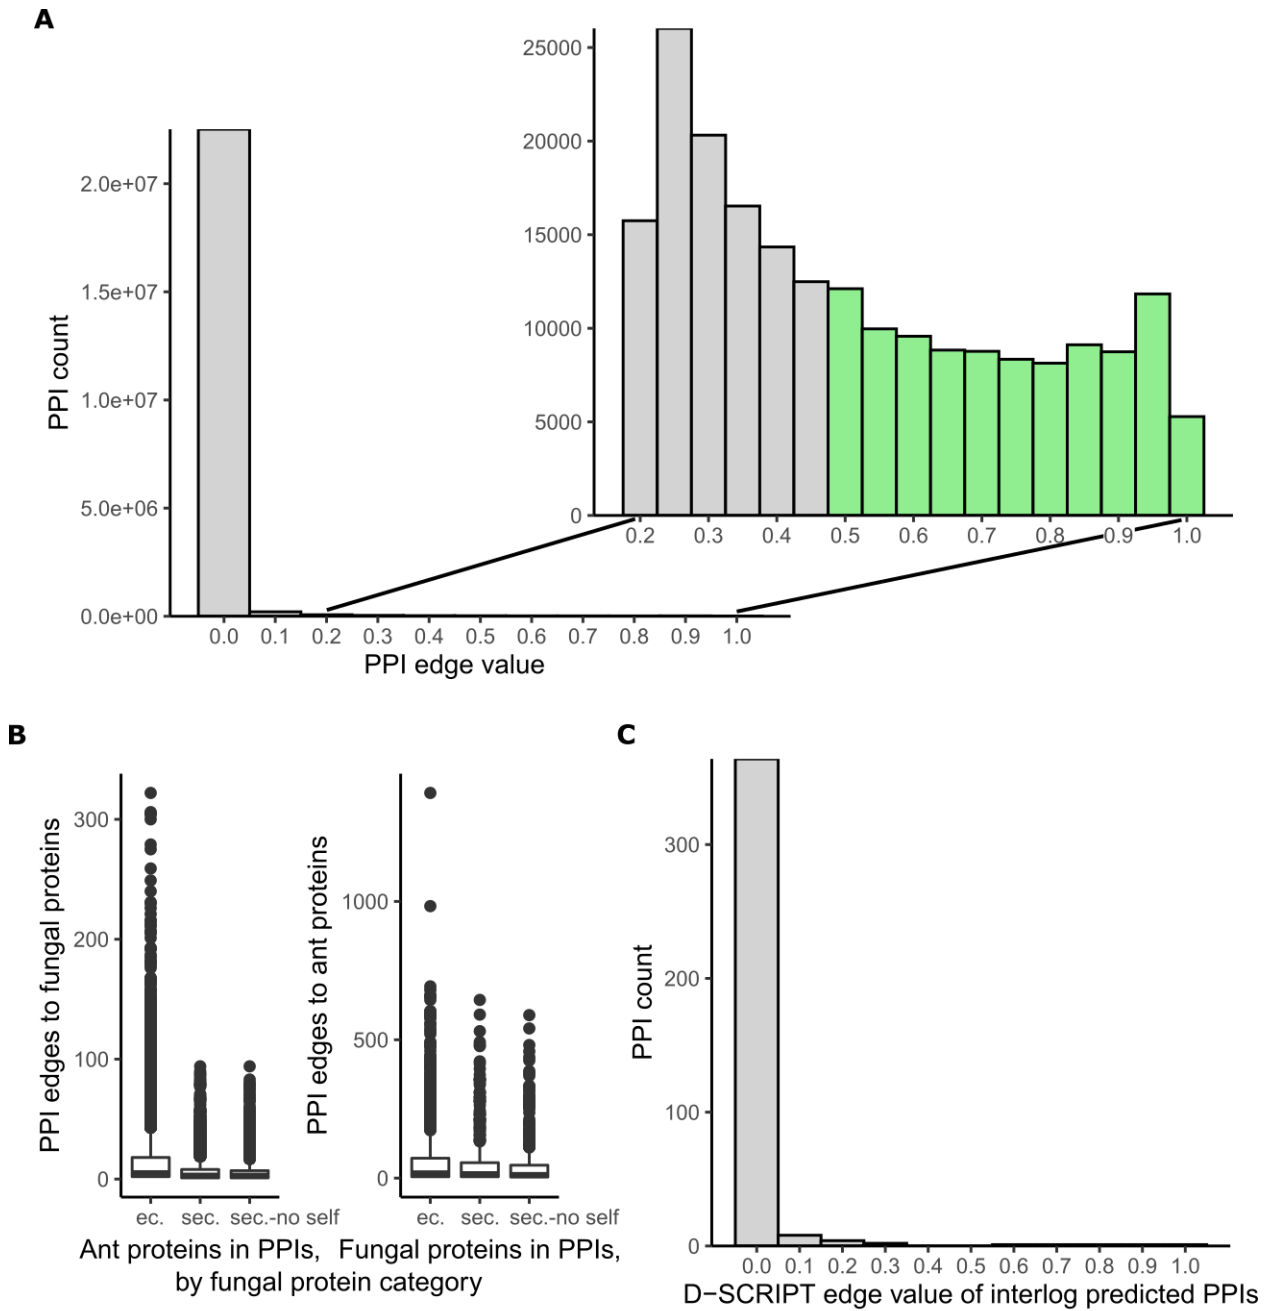 A
25000
20000
15000
10000
5000
0
0.2 0.3 0.4 0.5 0.6 0.7 0.8 0.9 1.0
PPI count
2.0e+07
1.5e+07
1.0e+07
5.0e+06
0.0e+00
0.0 0.1 0.2 0.3 0.4 0.5 0.6 0.7 0.8 0.9 1.0
PPI edge value
B
PPI edges to fungal proteins
300
200
100
0
ec. sec. sec.-no self
Ant proteins in PPIs,
PPI edges to ant proteins
1000
500
0
ec. sec. sec.-no self
Fungal proteins in PPIs,
by fungal protein category
C
PPI count
300
200
100
0
0.0 0.1 0.2 0.3 0.4 0.5 0.6 0.7 0.8 0.9 1.0
D−SCRIPT edge value of interlog predicted PPIs